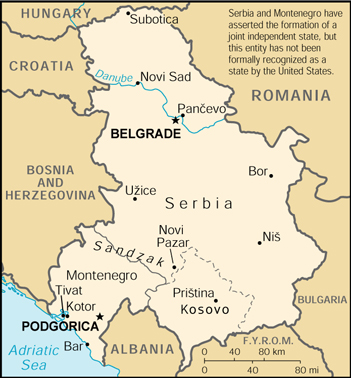 HUNGARY
Subotica
Serbia and Montenegro have
asserted the formation of a
joint independent state, but
this entity has not been
formally recognized as a
state by the United States.
CROATIA
Danube
Novi Sad
ROMANIA
Pančevo
BELGRADE
BOSNIA
AND
HERZEGOVINA
Bor
Užice
Serbia
Novi
Pazar
Niš
Sandzak
Montenegro
Tivat
Kotor
Priština
Kosovo
BULGARIA
PODGORICA
Bar
Adriatic
Sea
ALBANIA
F.Y.R.O.M.
0 40 80 km
0 40 80 mi